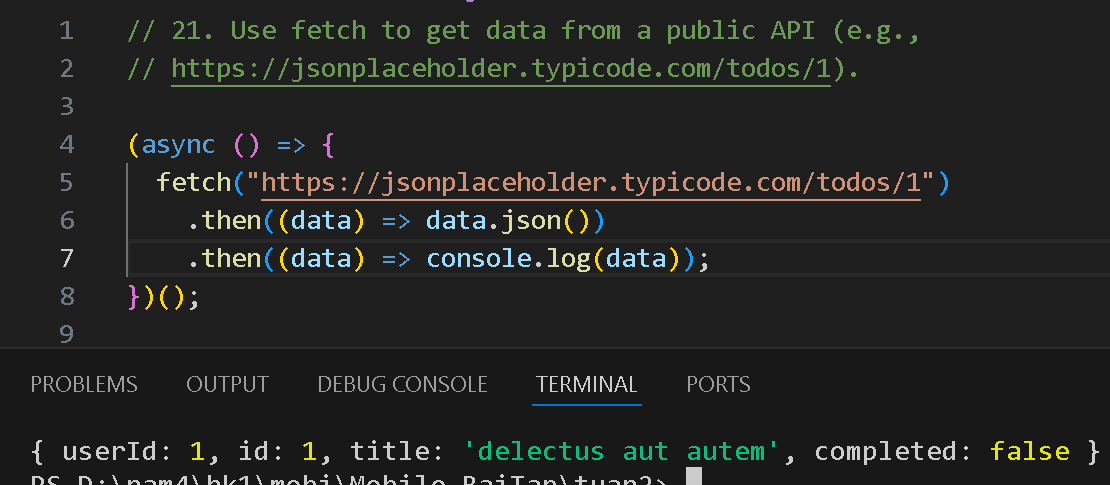 1 // 21. Use fetch to get data from a public API (e.g.,
2 // https://jsonplaceholder.typicode.com/todos/1).
3
4 (async () => {
5   fetch("https://jsonplaceholder.typicode.com/todos/1")
6     .then((data) => data.json())
7     .then((data) => console.log(data));
8 })();
9
PROBLEMS OUTPUT DEBUG CONSOLE TERMINAL PORTS
{ userId: 1, id: 1, title: 'delectus aut autem', completed: false }
PS D:\nam4\hk1\mobi\Mobile_BaiTap\tuan2>